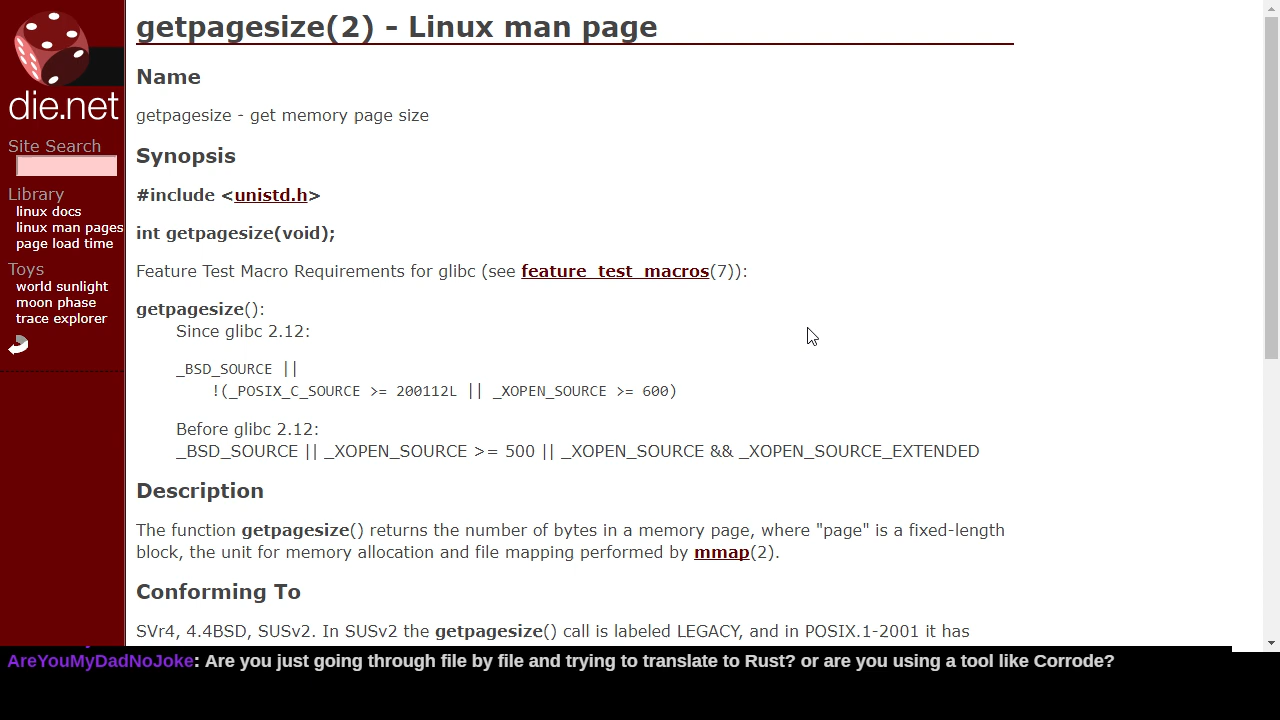 die.net
Site Search
Library
linux docs
linux man pages
page load time
Toys
world sunlight
moon phase
trace explorer
getpagesize(2) - Linux man page
Name
getpagesize - get memory page size
Synopsis
#include <unistd.h>
int getpagesize(void);
Feature Test Macro Requirements for glibc (see feature_test_macros(7)):
getpagesize():
Since glibc 2.12:
_BSD_SOURCE ||
!(_POSIX_C_SOURCE >= 200112L || _XOPEN_SOURCE >= 600)
Before glibc 2.12:
_BSD_SOURCE || _XOPEN_SOURCE >= 500 || _XOPEN_SOURCE && _XOPEN_SOURCE_EXTENDED
Description
The function getpagesize() returns the number of bytes in a memory page, where "page" is a fixed-length
block, the unit for memory allocation and file mapping performed by mmap(2).
Conforming To
SVr4, 4.4BSD, SUSv2. In SUSv2 the getpagesize() call is labeled LEGACY, and in POSIX.1-2001 it has
AreYouMyDadNoJoke: Are you just going through file by file and trying to translate to Rust? or are you using a tool like Corrode?